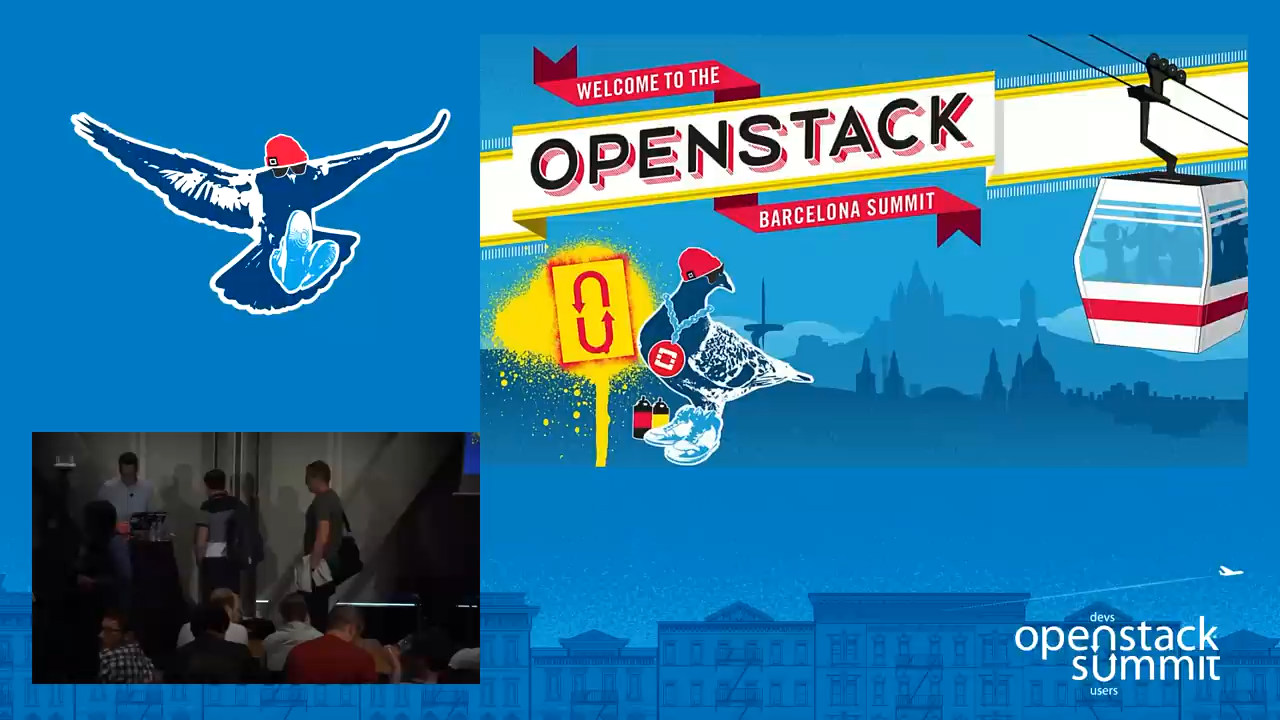 WELCOME TO THE
OPENSTACK
BARCELONA SUMMIT
devs
openstack
summit
users